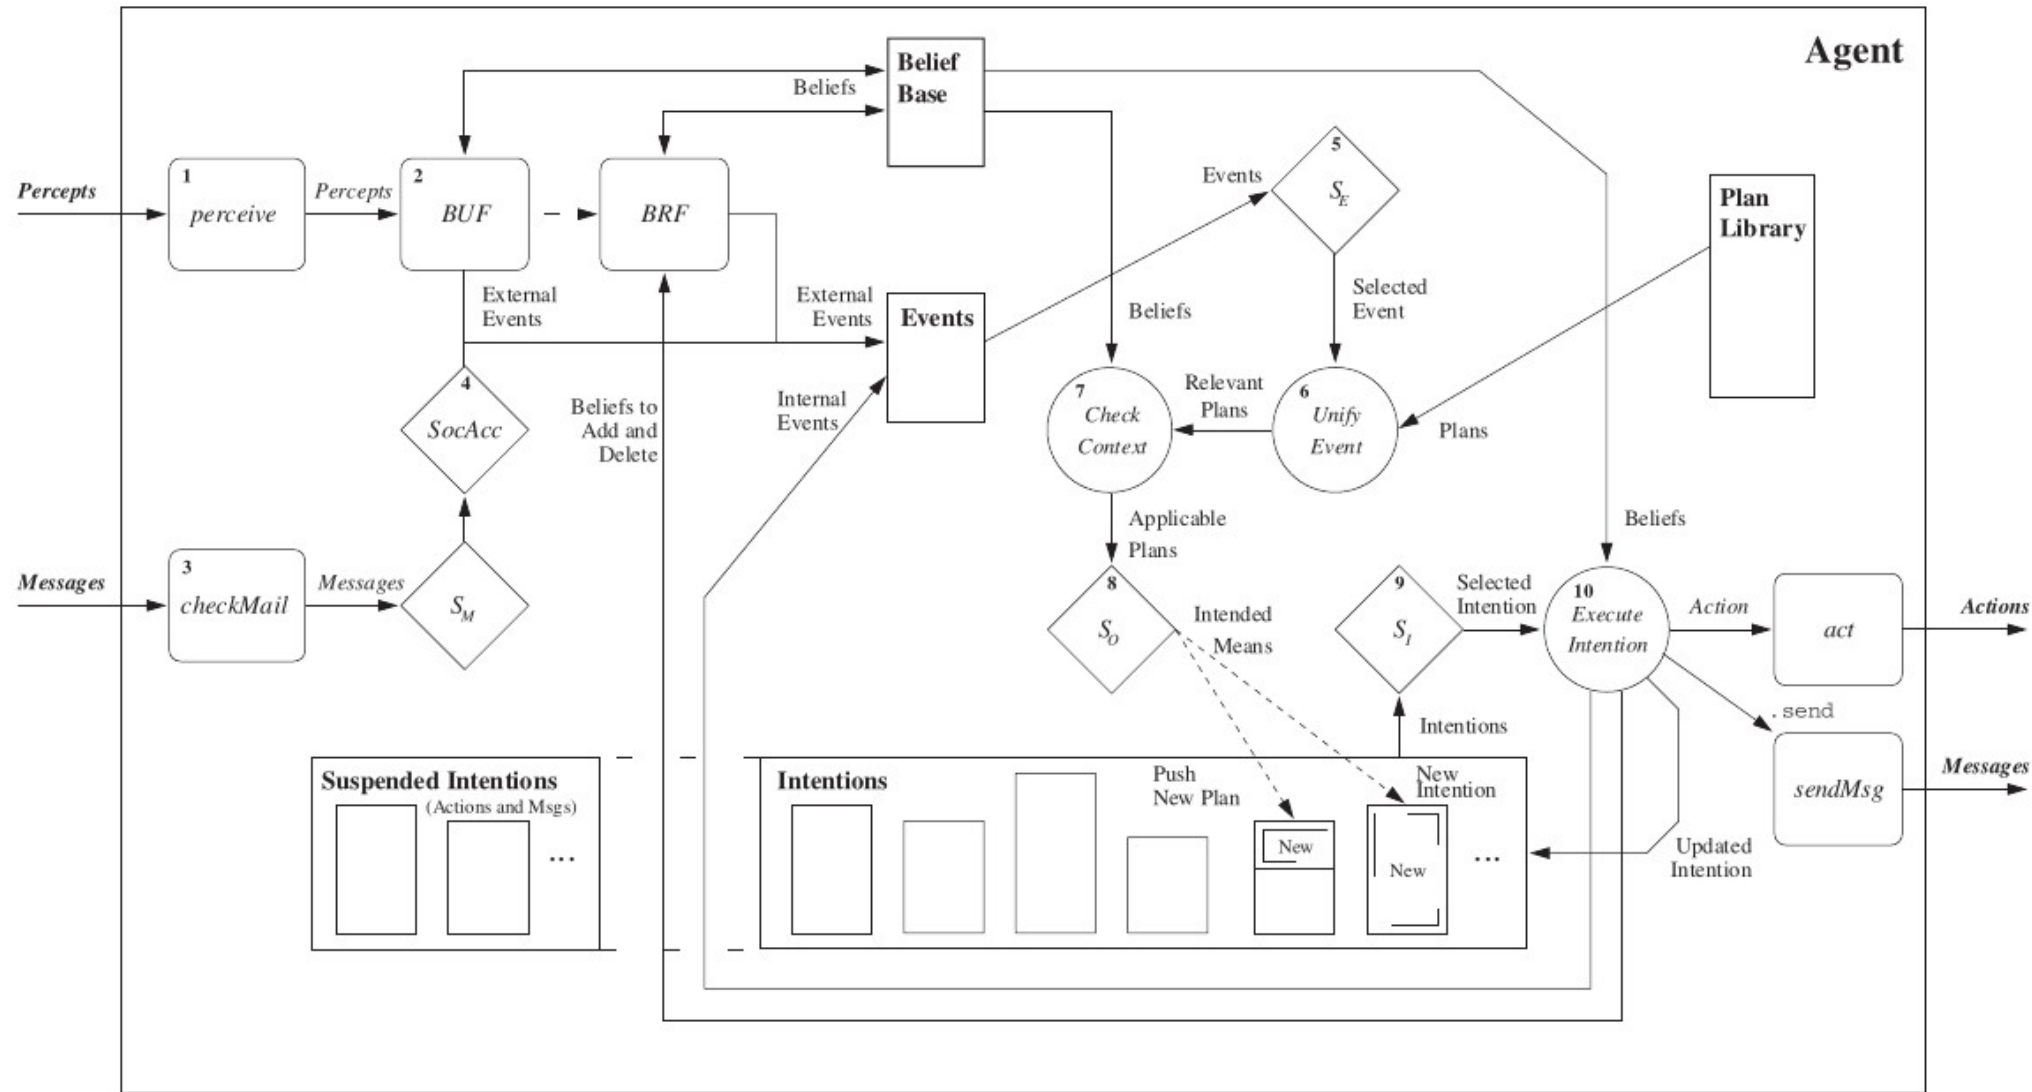 Agent
Belief
Base
Beliefs
5
S_E
Events
Plan
Library
Percepts
1
perceive
Percepts
2
BUF
BRF
External
Events
External
Events
Events
Beliefs
Selected
Event
4
SocAcc
Beliefs to
Add and
Delete
Internal
Events
7
Check
Context
Relevant
Plans
6
Unify
Event
Plans
Messages
3
checkMail
Messages
S_M
Applicable
Plans
Beliefs
8
S_O
Intended
Means
9
S_I
Selected
Intention
10
Execute
Intention
Action
act
Actions
.send
sendMsg
Messages
Intentions
Suspended Intentions
(Actions and Msgs)
...
Intentions
Push
New Plan
New
Intention
New
New
...
Updated
Intention